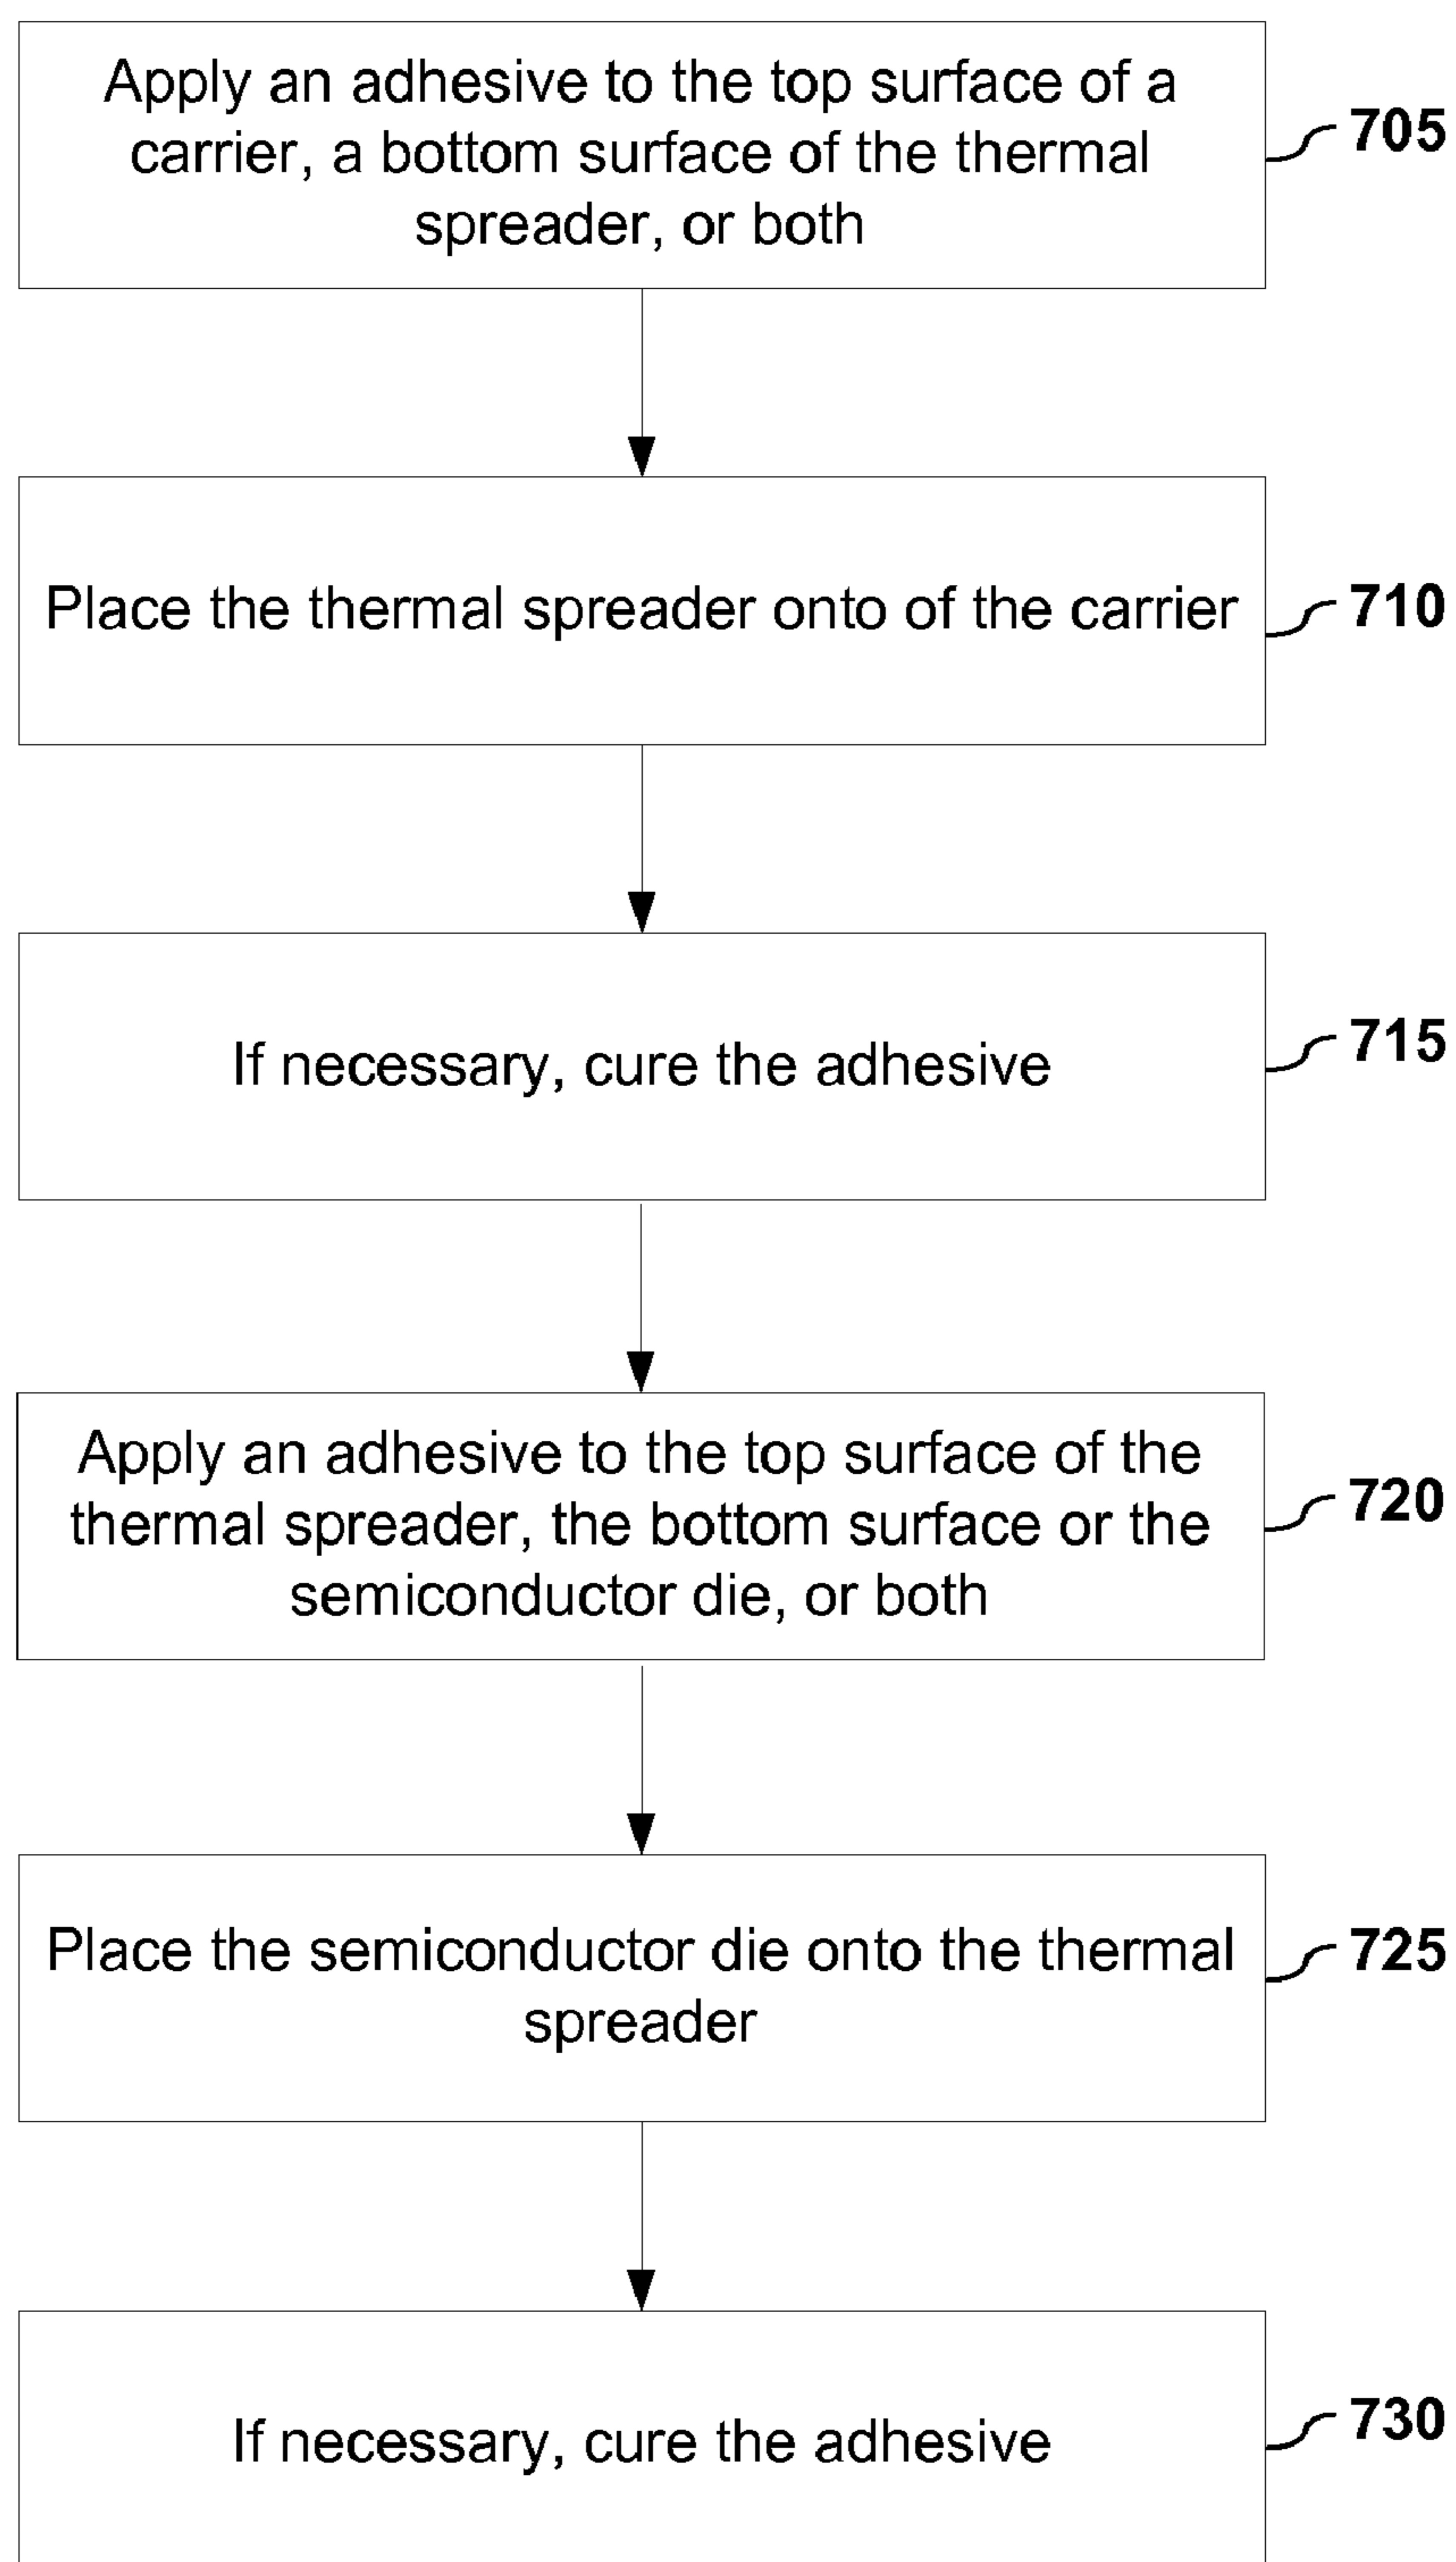 Apply an adhesive to the top surface of a
carrier, a bottom surface of the thermal
spreader, or both
705
Place the thermal spreader onto of the carrier
710
If necessary, cure the adhesive
715
Apply an adhesive to the top surface of the
thermal spreader, the bottom surface or the
semiconductor die, or both
720
Place the semiconductor die onto the thermal
spreader
725
If necessary, cure the adhesive
730